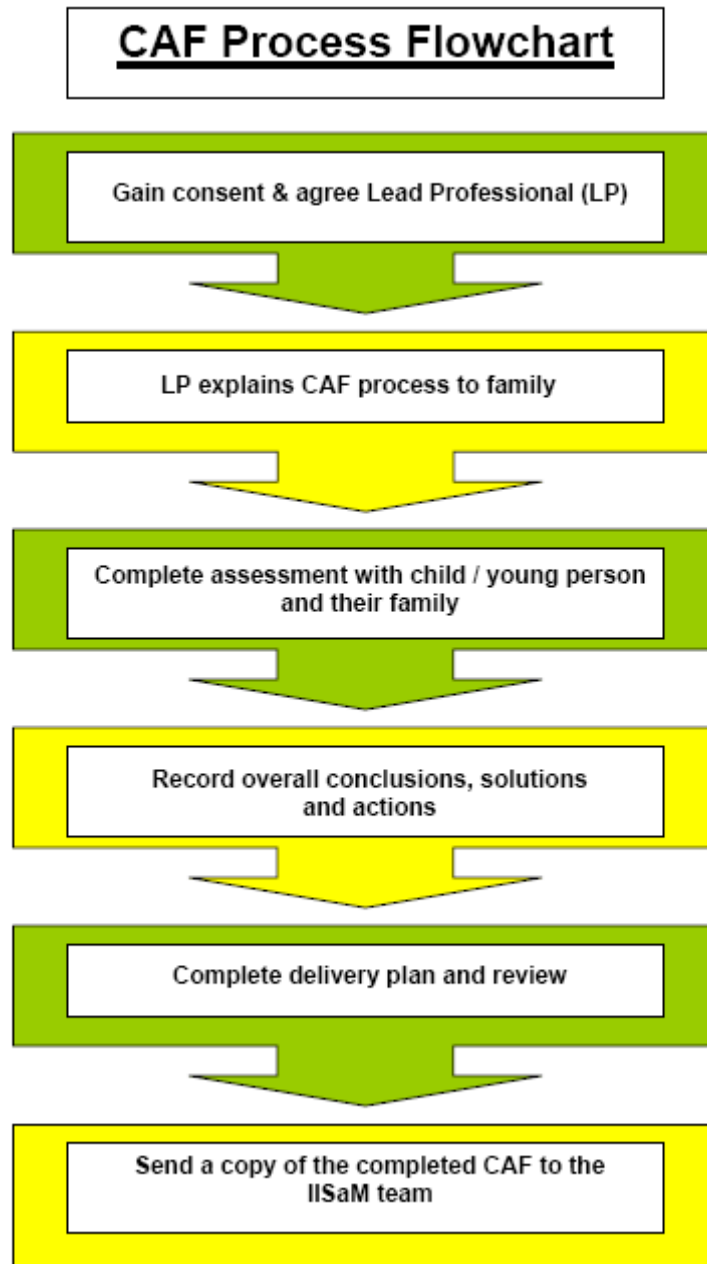 CAF Process Flowchart
Gain consent & agree Lead Professional (LP)
LP explains CAF process to family
Complete assessment with child / young person
and their family
Record overall conclusions, solutions
and actions
Complete delivery plan and review
Send a copy of the completed CAF to the
IISaM team